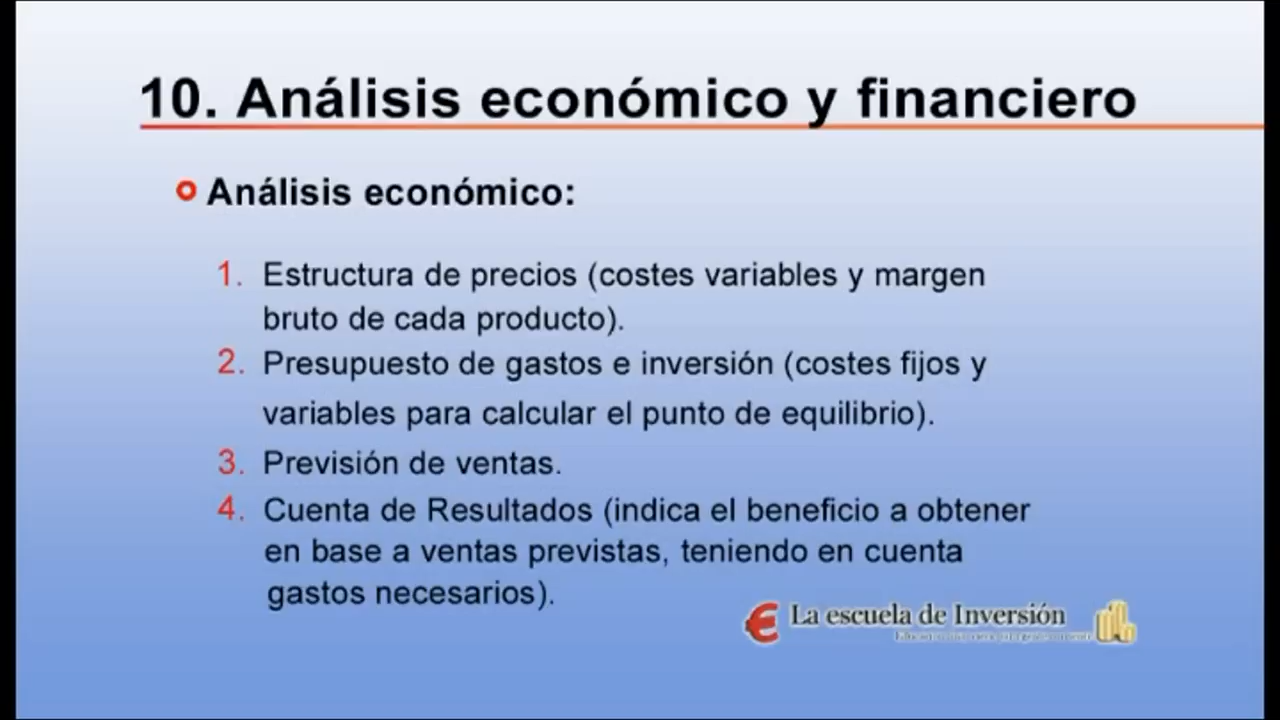 10. Análisis económico y financiero
Análisis económico:
1. Estructura de precios (costes variables y margen
bruto de cada producto).
2. Presupuesto de gastos e inversión (costes fijos y
variables para calcular el punto de equilibrio).
3. Previsión de ventas.
4. Cuenta de Resultados (indica el beneficio a obtener
en base a ventas previstas, teniendo en cuenta
gastos necesarios).
€ La escuela de Inversión